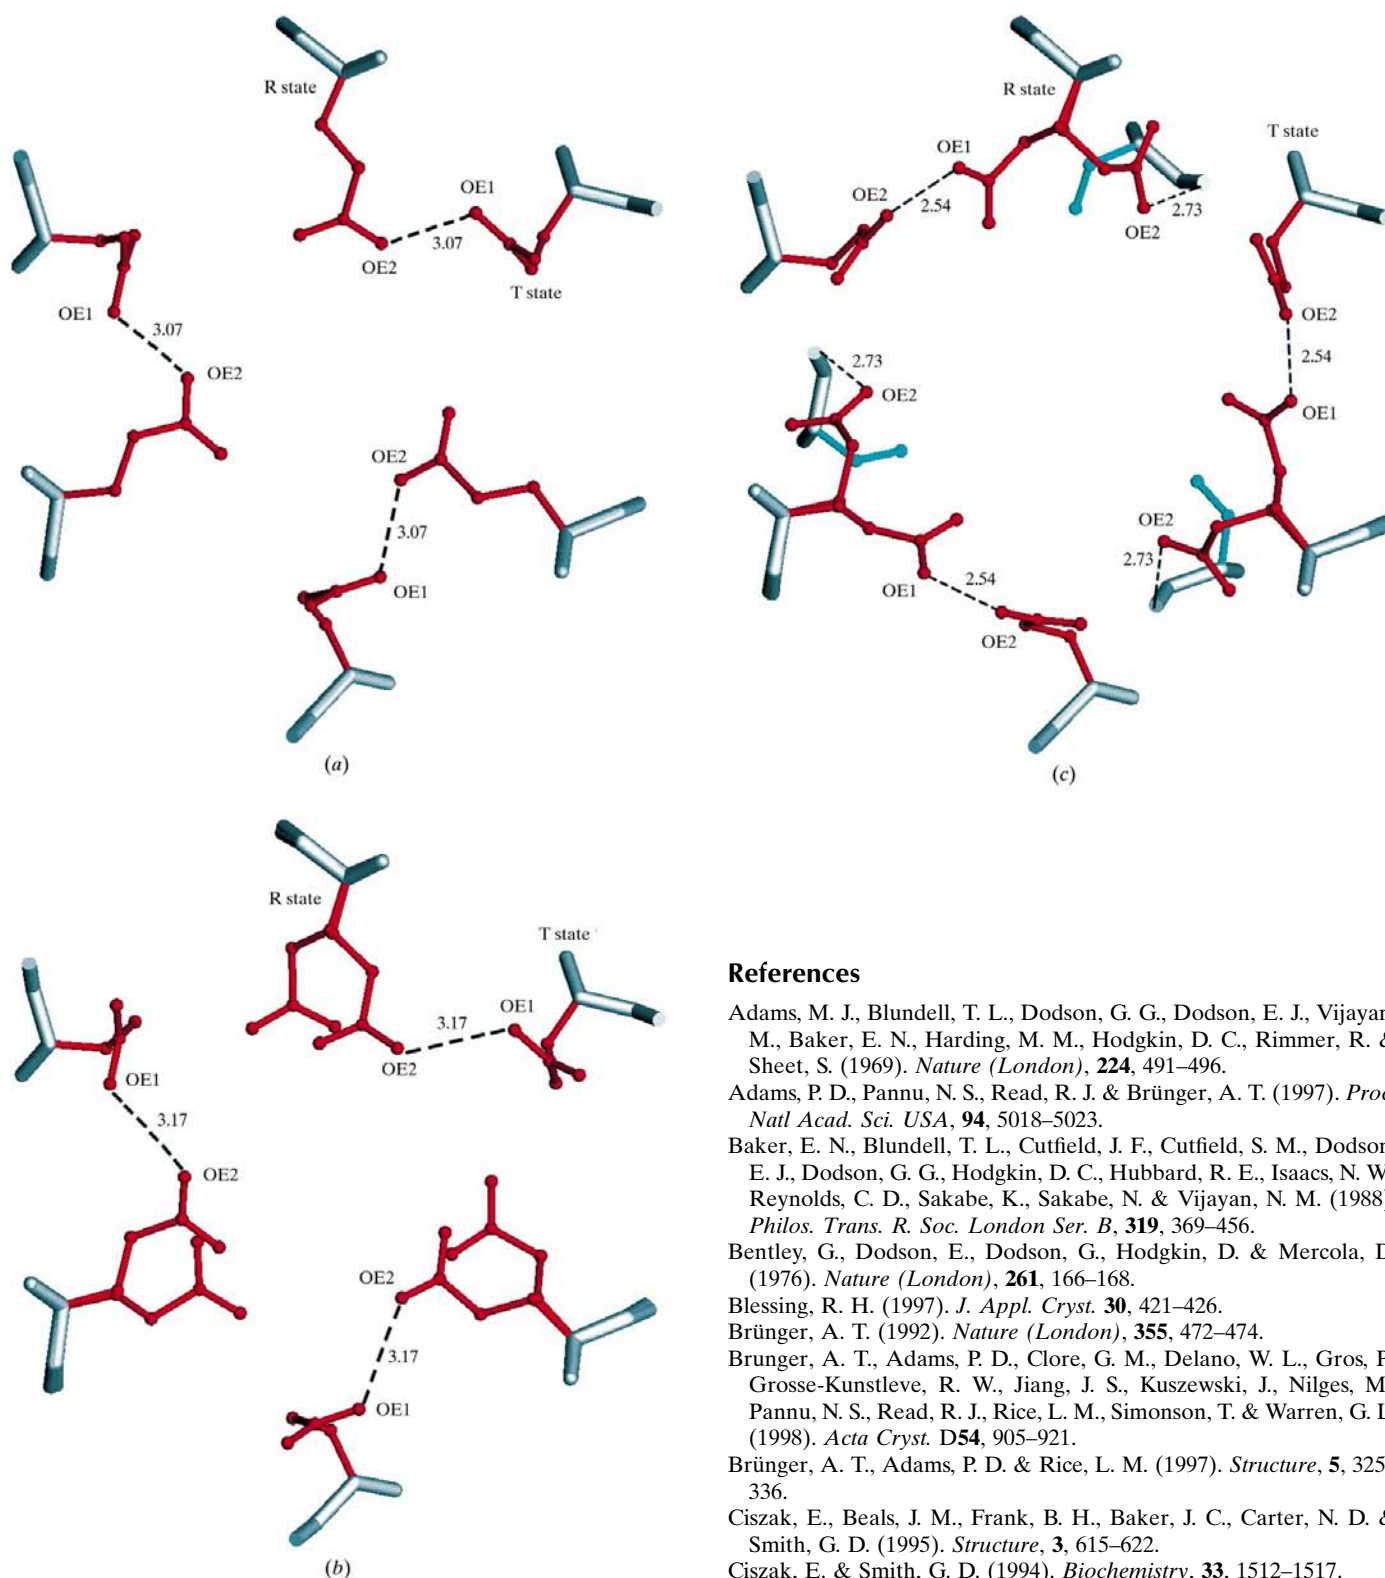 R state
OE1
3.07
OE2
T state
OE1
3.07
OE2
OE2
3.07
OE1
(a)
R state
T state
OE1
OE2
2.54
2.73
OE2
OE2
2.54
OE1
2.73
OE2
OE2
2.73
2.54
OE1
OE2
(c)
R state
T state
OE1
3.17
OE2
OE1
3.17
OE2
OE2
3.17
OE1
(b)
References
Adams, M. J., Blundell, T. L., Dodson, G. G., Dodson, E. J., Vijayan,
M., Baker, E. N., Harding, M. M., Hodgkin, D. C., Rimmer, R. &
Sheet, S. (1969). Nature (London), 224, 491–496.
Adams, P. D., Pannu, N. S., Read, R. J. & Brünger, A. T. (1997). Proc.
Natl Acad. Sci. USA, 94, 5018–5023.
Baker, E. N., Blundell, T. L., Cutfield, J. F., Cutfield, S. M., Dodson,
E. J., Dodson, G. G., Hodgkin, D. C., Hubbard, R. E., Isaacs, N. W.,
Reynolds, C. D., Sakabe, K., Sakabe, N. & Vijayan, N. M. (1988).
Philos. Trans. R. Soc. London Ser. B, 319, 369–456.
Bentley, G., Dodson, E., Dodson, G., Hodgkin, D. & Mercola, D.
(1976). Nature (London), 261, 166–168.
Blessing, R. H. (1997). J. Appl. Cryst. 30, 421–426.
Brünger, A. T. (1992). Nature (London), 355, 472–474.
Brunger, A. T., Adams, P. D., Clore, G. M., Delano, W. L., Gros, P.,
Grosse-Kunstleve, R. W., Jiang, J. S., Kuszewski, J., Nilges, M.,
Pannu, N. S., Read, R. J., Rice, L. M., Simonson, T. & Warren, G. L.
(1998). Acta Cryst. D54, 905–921.
Brünger, A. T., Adams, P. D. & Rice, L. M. (1997). Structure, 5, 325–
336.
Ciszak, E., Beals, J. M., Frank, B. H., Baker, J. C., Carter, N. D. &
Smith, G. D. (1995). Structure, 3, 615–622.
Ciszak, E. & Smith, G. D. (1994). Biochemistry, 33, 1512–1517.